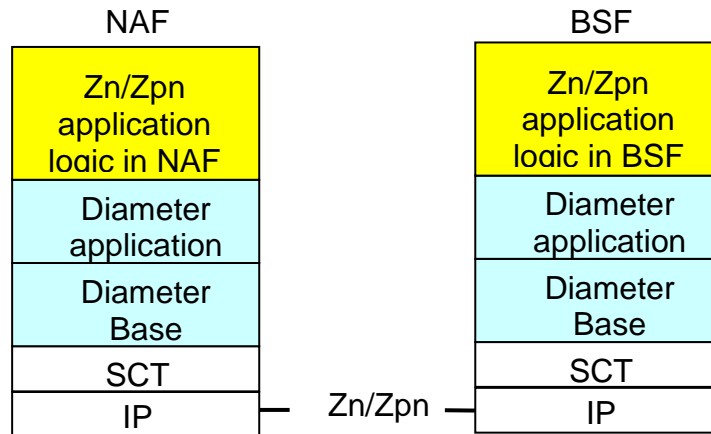 NAF
BSF
Zn/Zpn
application
logic in NAF
Zn/Zpn
application
logic in BSF
Diameter
application
Diameter
application
Diameter
Base
Diameter
Base
SCT
SCT
IP
Zn/Zpn
IP